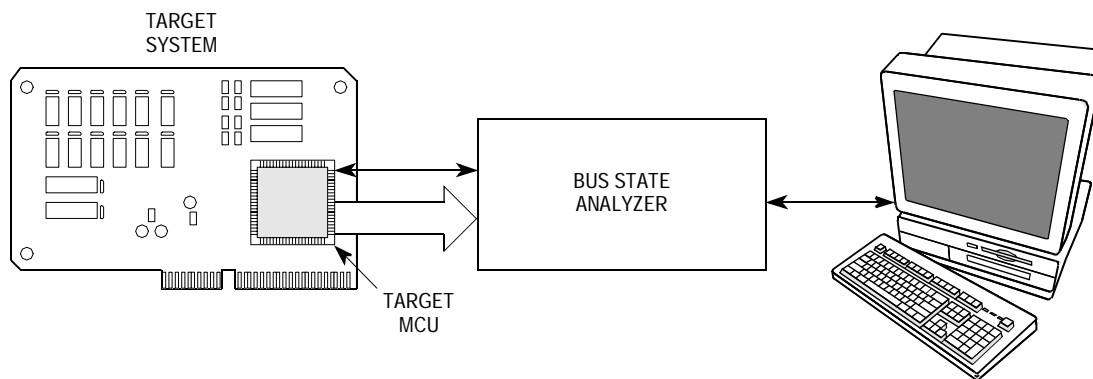 TARGET
SYSTEM
BUS STATE
ANALYZER
TARGET
MCU